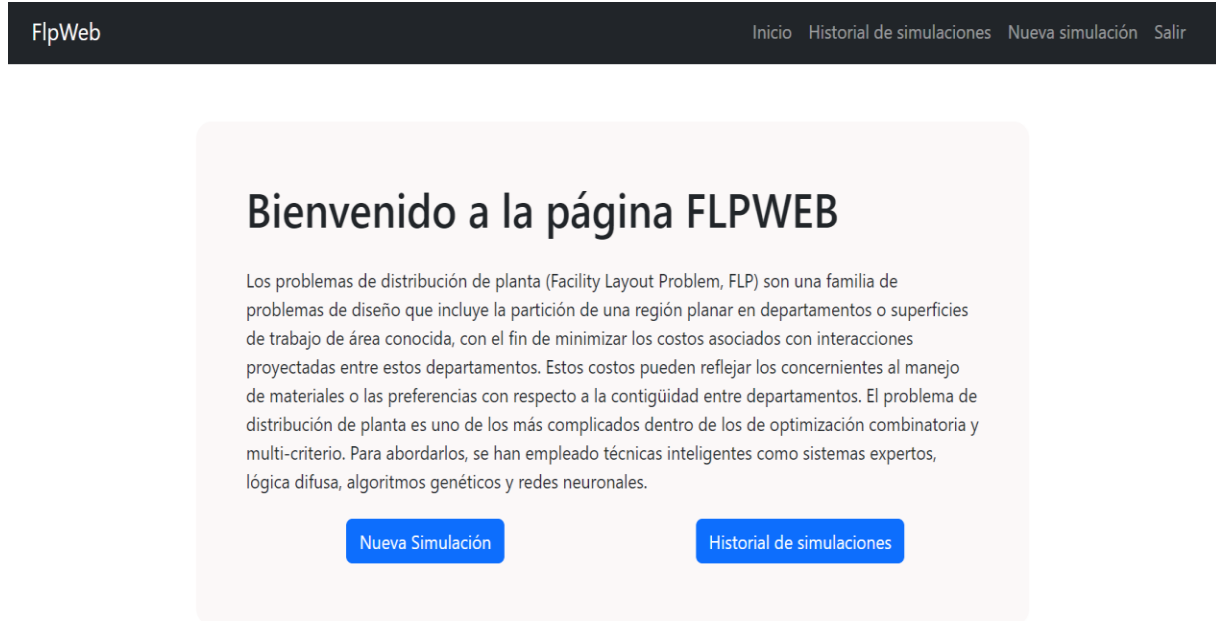 FlpWeb
Inicio Historial de simulaciones Nueva simulación Salir
Bienvenido a la página FLPWEB
Los problemas de distribución de planta (Facility Layout Problem, FLP) son una familia de
problemas de diseño que incluye la partición de una región planar en departamentos o superficies
de trabajo de área conocida, con el fin de minimizar los costos asociados con interacciones
proyectadas entre estos departamentos. Estos costos pueden reflejar los concernientes al manejo
de materiales o las preferencias con respecto a la contigüidad entre departamentos. El problema de
distribución de planta es uno de los más complicados dentro de los de optimización combinatoria y
multi-criterio. Para abordarlos, se han empleado técnicas inteligentes como sistemas expertos,
lógica difusa, algoritmos genéticos y redes neuronales.
Nueva Simulación
Historial de simulaciones